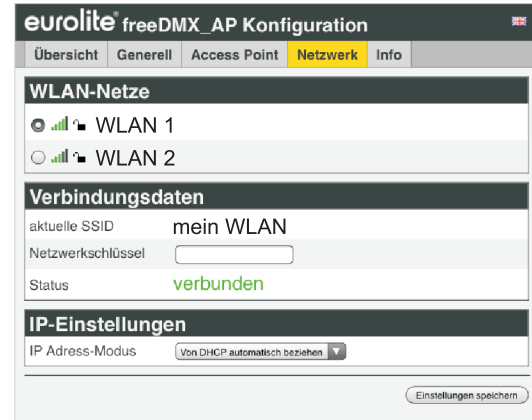 eurolite® freeDMX_AP Konfiguration
Übersicht Generell Access Point Netzwerk Info
WLAN-Netze
WLAN 1
WLAN 2
Verbindungsdaten
aktuelle SSID mein WLAN
Netzwerkschlüssel
Status verbunden
IP-Einstellungen
IP Adress-Modus Von DHCP automatisch beziehen
Einstellungen speichern